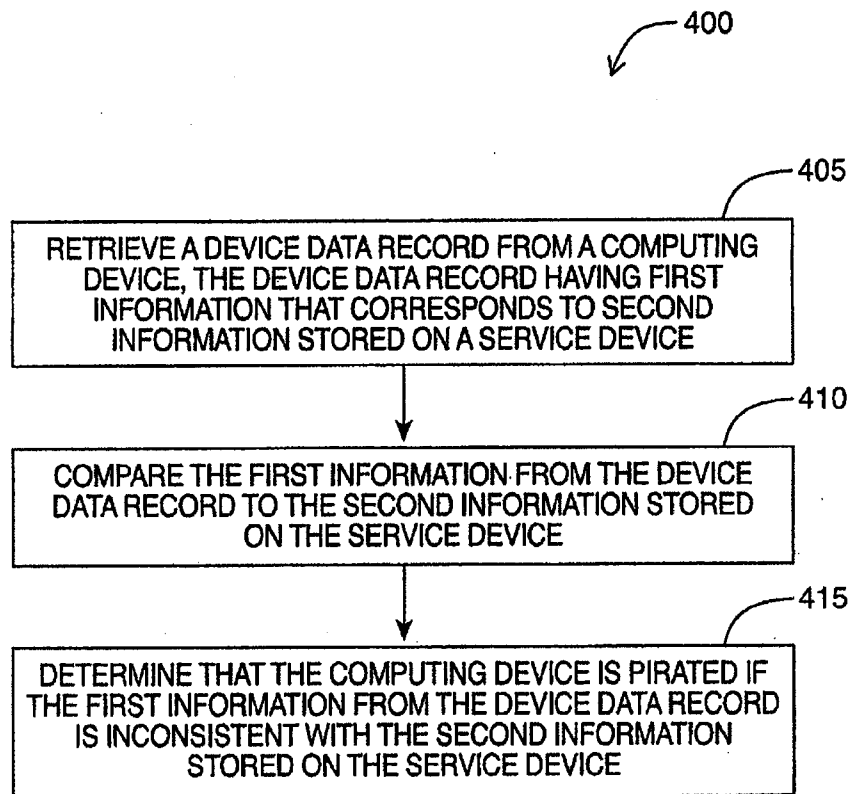 400
405
RETRIEVE A DEVICE DATA RECORD FROM A COMPUTING
DEVICE, THE DEVICE DATA RECORD HAVING FIRST
INFORMATION THAT CORRESPONDS TO SECOND
INFORMATION STORED ON A SERVICE DEVICE
410
COMPARE THE FIRST INFORMATION FROM THE DEVICE
DATA RECORD TO THE SECOND INFORMATION STORED
ON THE SERVICE DEVICE
415
DETERMINE THAT THE COMPUTING DEVICE IS PIRATED IF
THE FIRST INFORMATION FROM THE DEVICE DATA RECORD
IS INCONSISTENT WITH THE SECOND INFORMATION
STORED ON THE SERVICE DEVICE